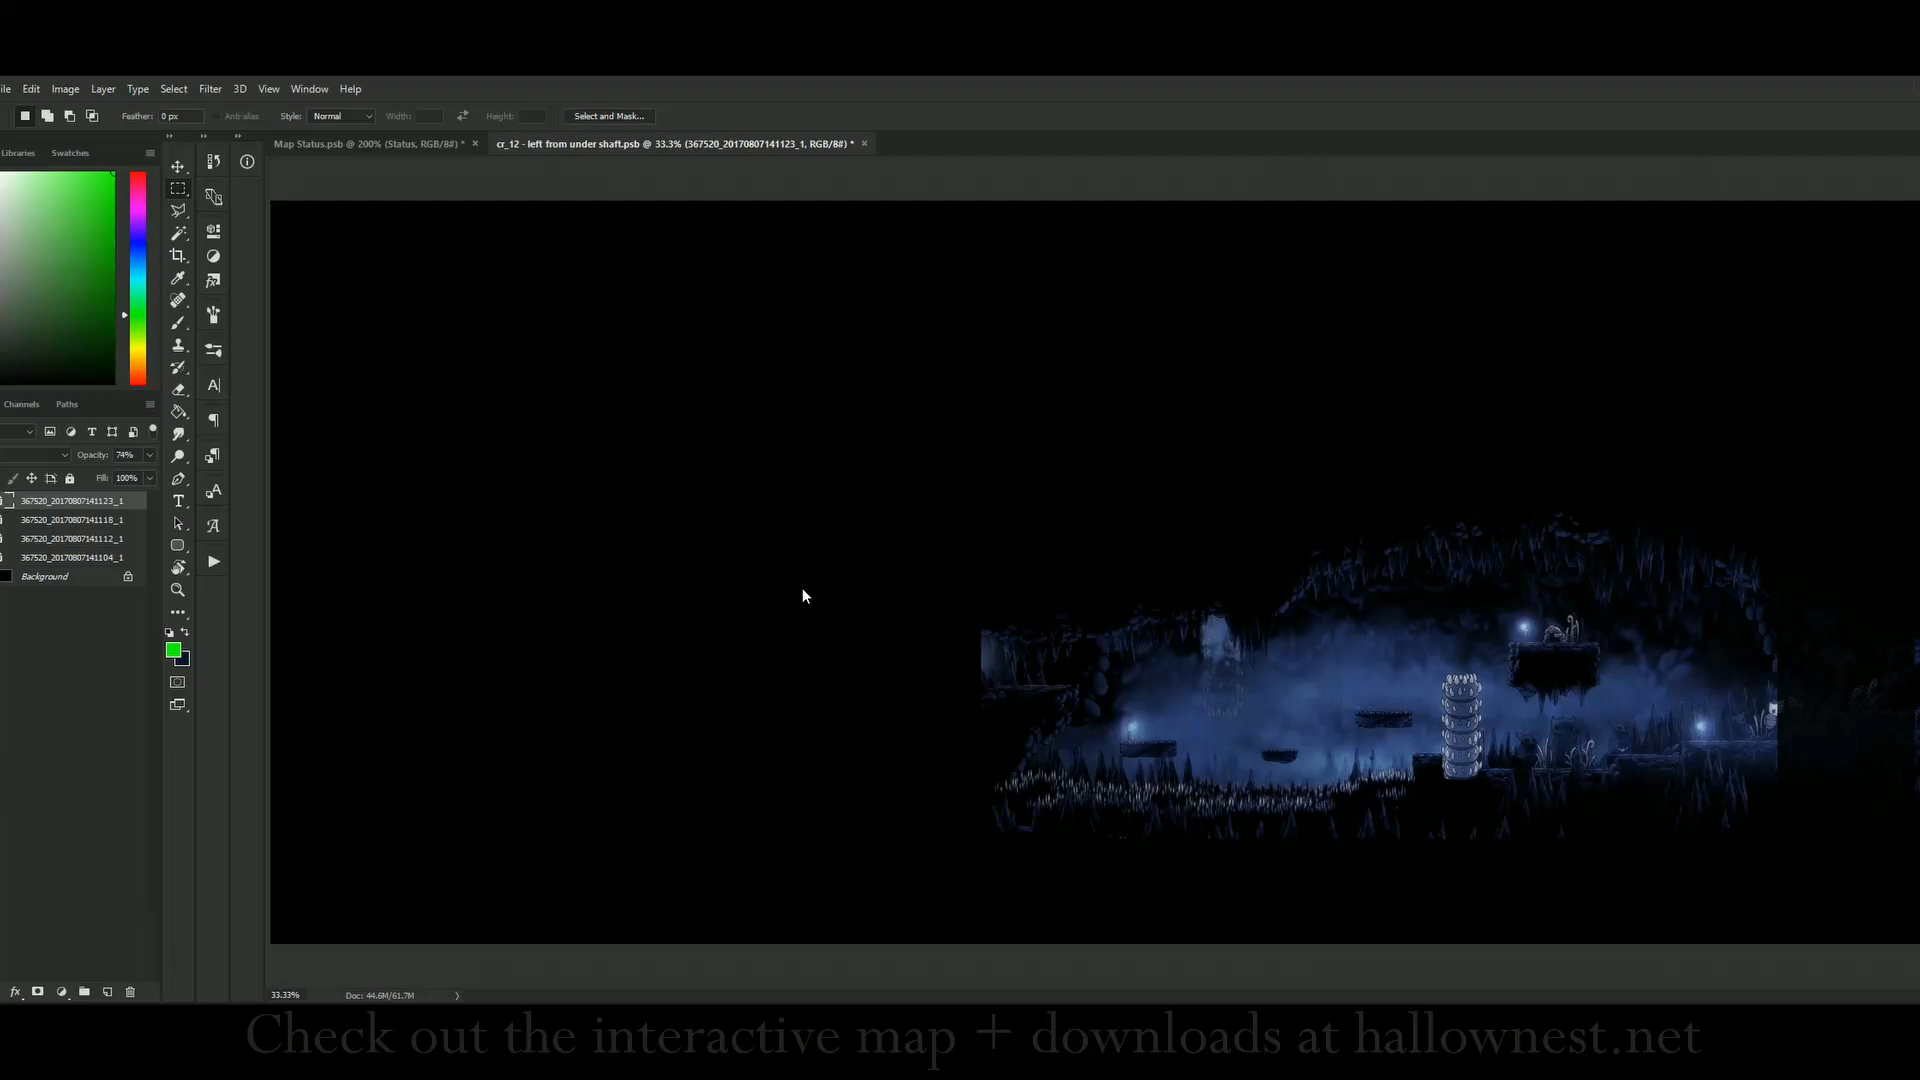 ile Edit Image Layer Type Select Filter 3D View Window Help
Feather: 0 px Anti-alias Style: Normal Width: Height: Select and Mask...
Map Status.psb @ 200% (Status, RGB/8#) * × cr_12 - left from under shaft.psb @ 33.3% (367520_20170807141123_1, RGB/8#) * ×
Libraries Swatches
Channels Paths
Opacity: 74%
Fill: 100%
367520_20170807141123_1
367520_20170807141118_1
367520_20170807141112_1
367520_20170807141104_1
Background
33.33% Doc: 44.6M/61.7M
Check out the interactive map + downloads at hallownest.net